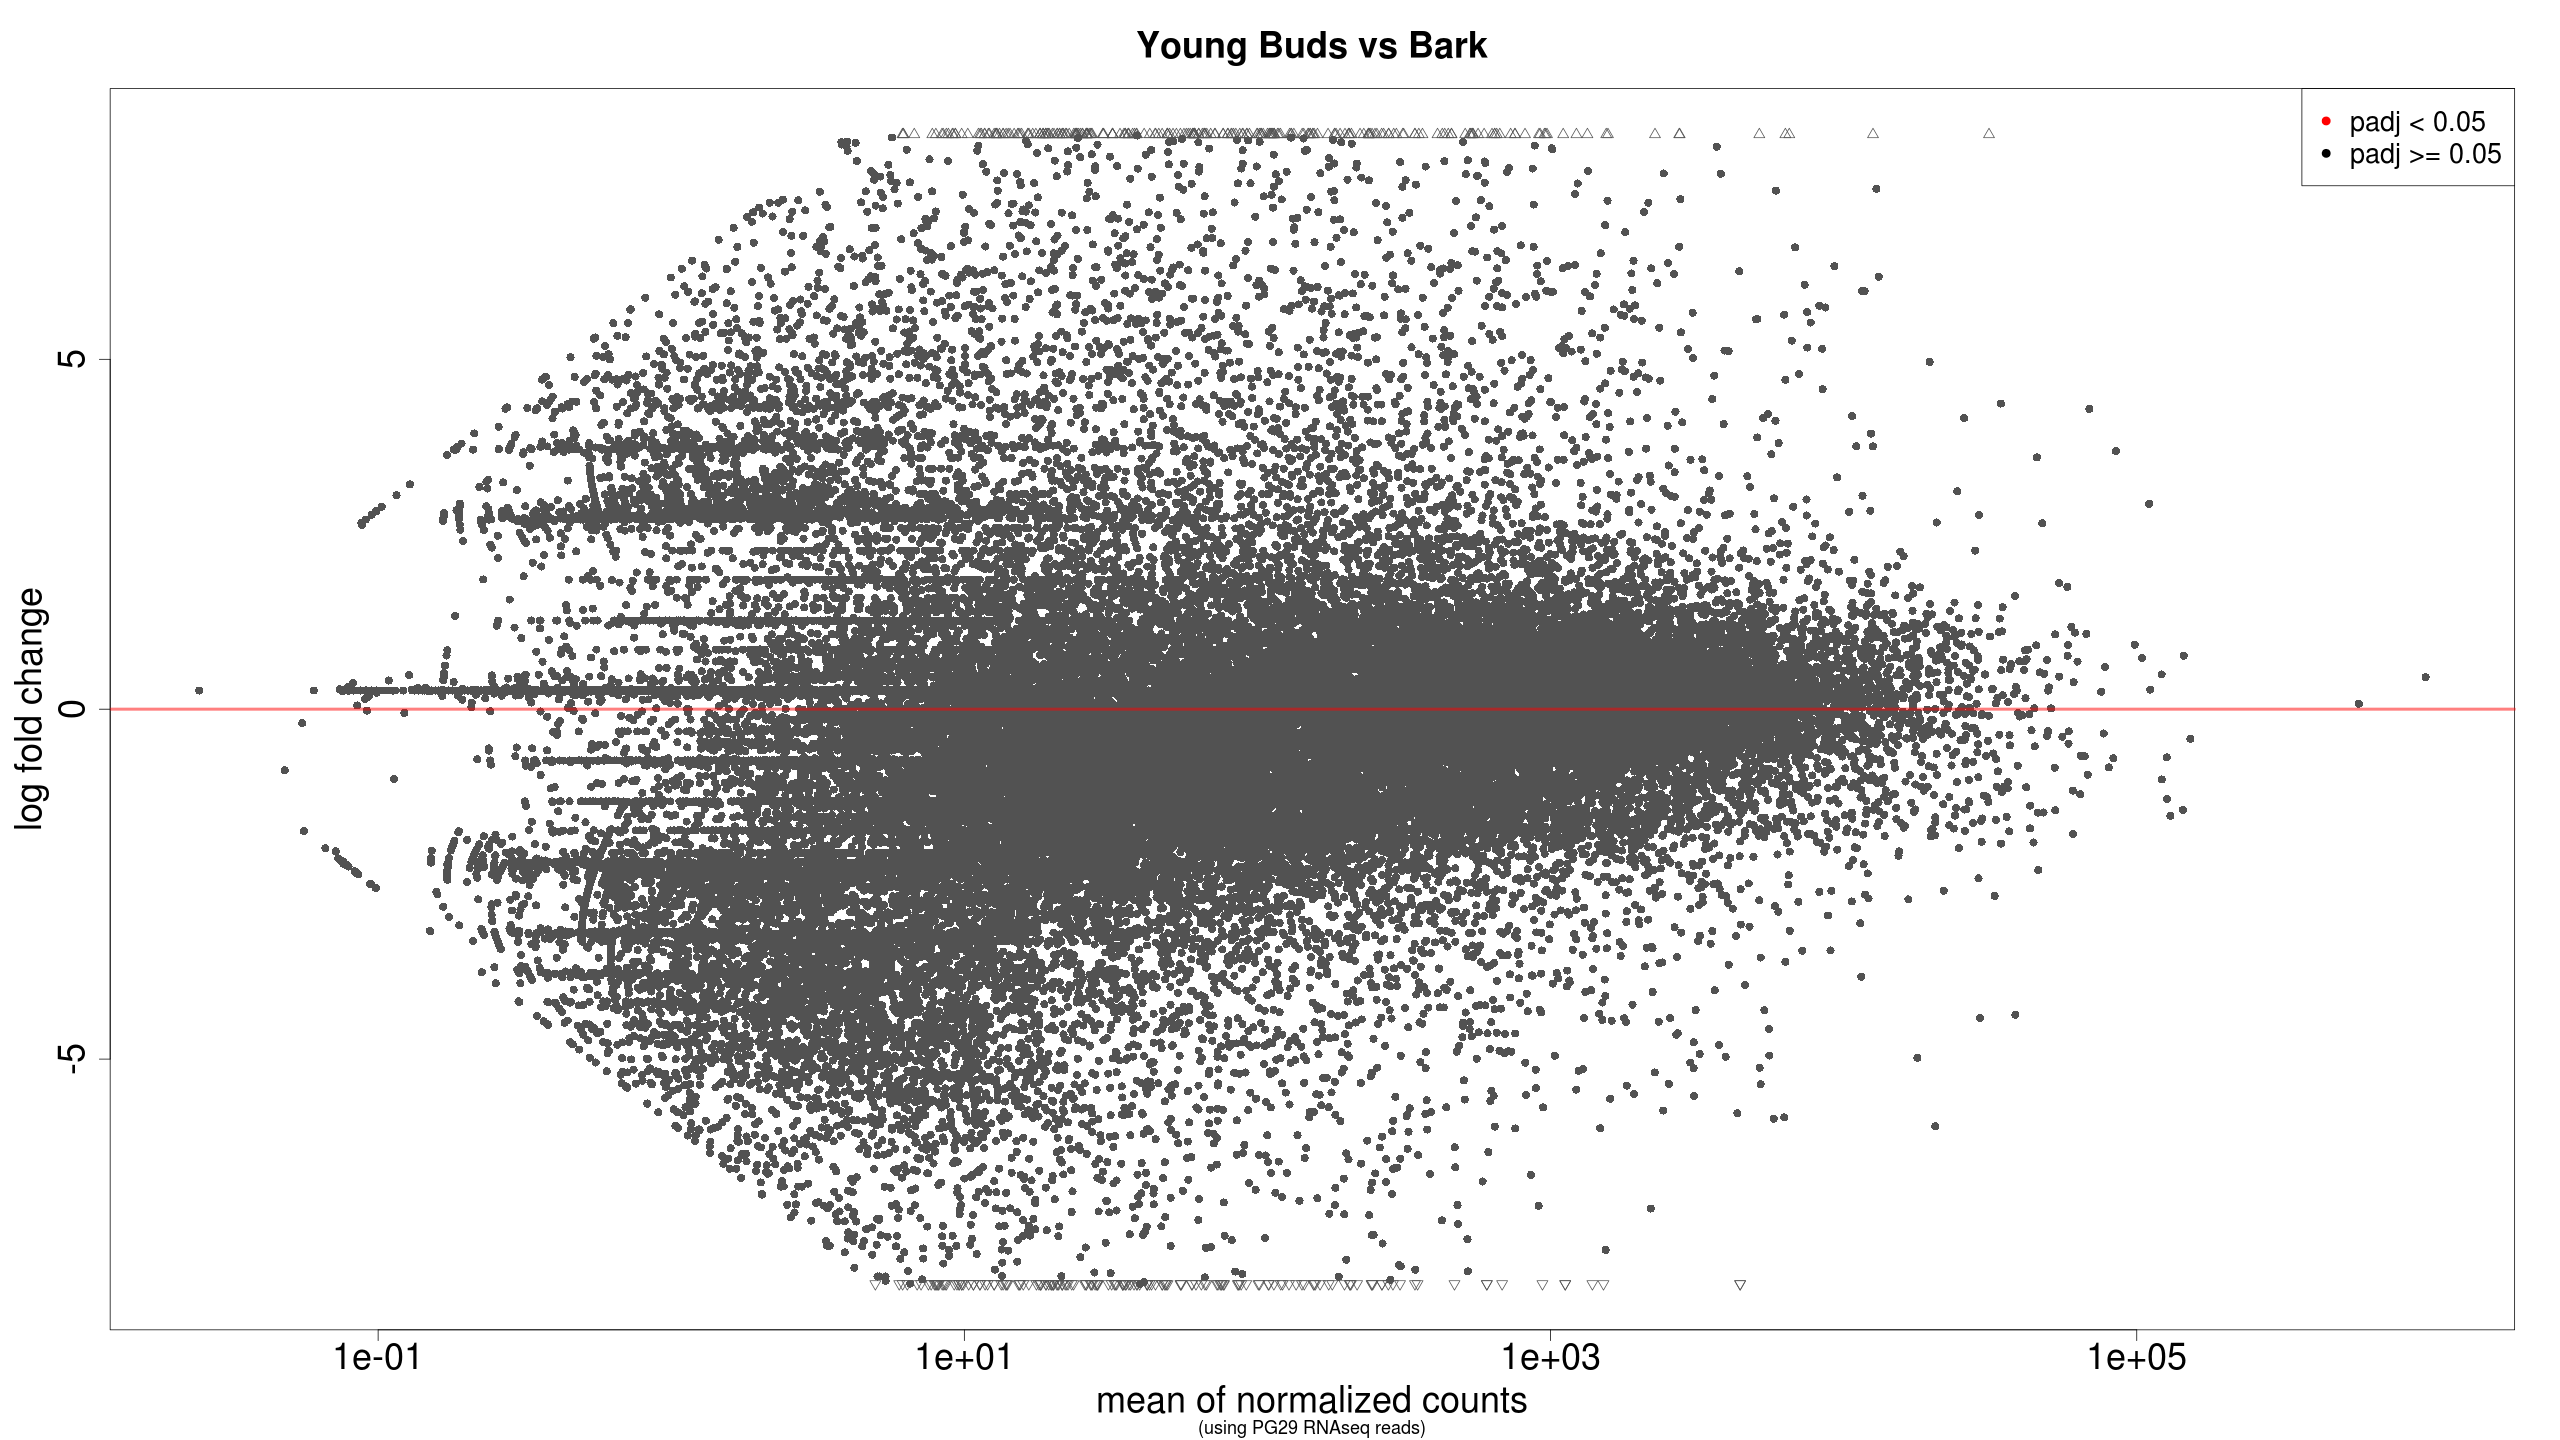 Young Buds vs Bark
padj < 0.05
padj >= 0.05
log fold change
5
0
-5
1e-01 1e+01 1e+03 1e+05
mean of normalized counts
(using PG29 RNAseq reads)